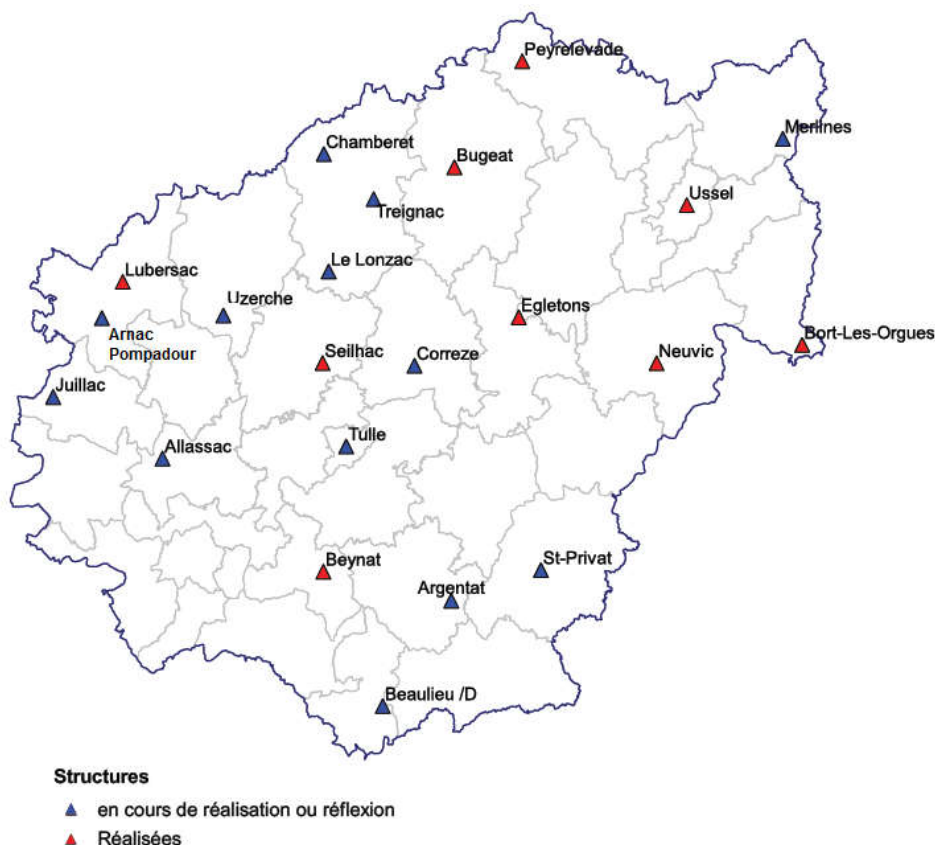 Peyrelevade
Merlines
Chamberet
Bugeat
Ussel
Treignac
Le Lonzac
Lubersac
Uzerche
Egletons
Arnac
Pompadour
Bort-Les-Orgues
Seilhac
Correze
Neuvic
Juillac
Tulle
Allassac
St-Privat
Beynat
Argentat
Beaulieu /D
Structures
en cours de réalisation ou réflexion
Réalisées